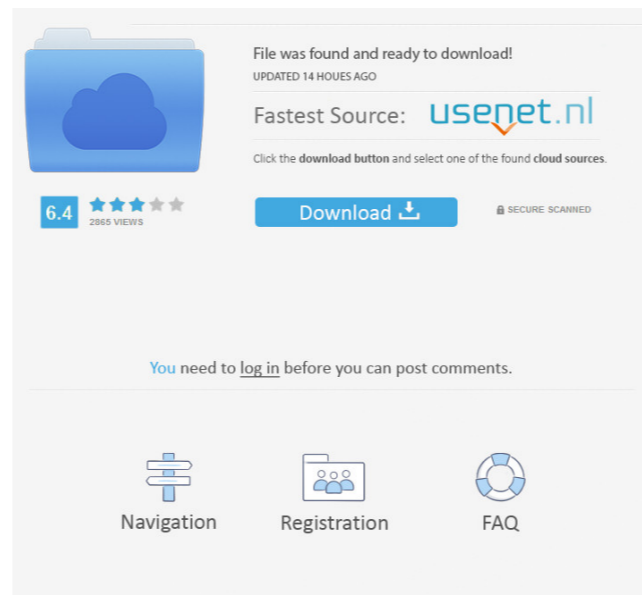 File was found and ready to download!
UPDATED 14 HOUES AGO
Fastest Source: usenet.nl
Click the download button and select one of the found cloud sources.
6.4
2865 VIEWS
Download
SECURE SCANNED
You need to log in before you can post comments.
Navigation
Registration
FAQ